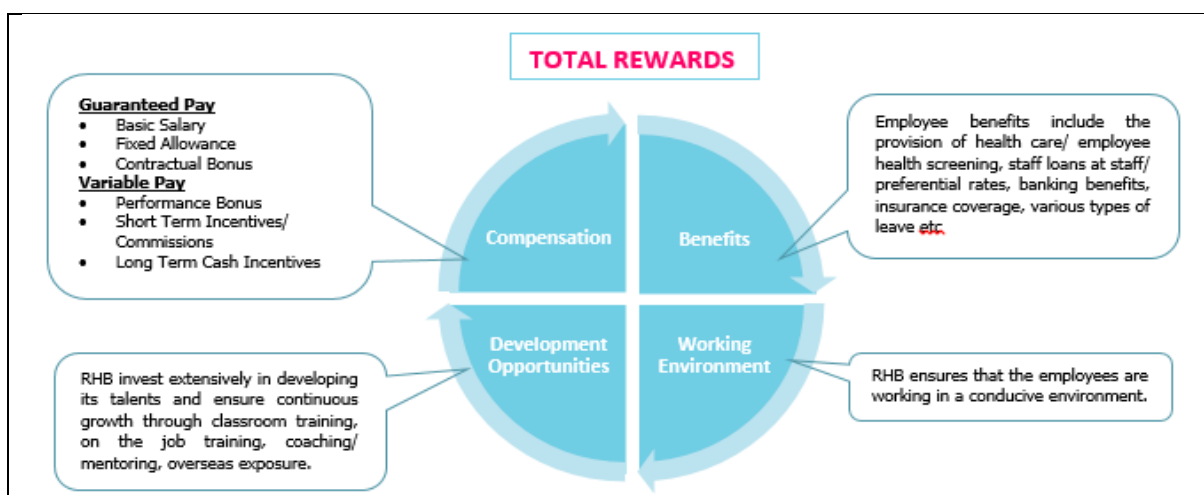 TOTAL REWARDS
Guaranteed Pay
• Basic Salary
• Fixed Allowance
• Contractual Bonus
Variable Pay
• Performance Bonus
• Short Term Incentives/
Commissions
• Long Term Cash Incentives
Employee benefits include the
provision of health care/ employee
health screening, staff loans at staff/
preferential rates, banking benefits,
insurance coverage, various types of
leave etc
Compensation
Benefits
Development
Opportunities
Working
Environment
RHB invest extensively in developing
its talents and ensure continuous
growth through classroom training,
on the job training, coaching/
mentoring, overseas exposure.
RHB ensures that the employees are
working in a conducive environment.